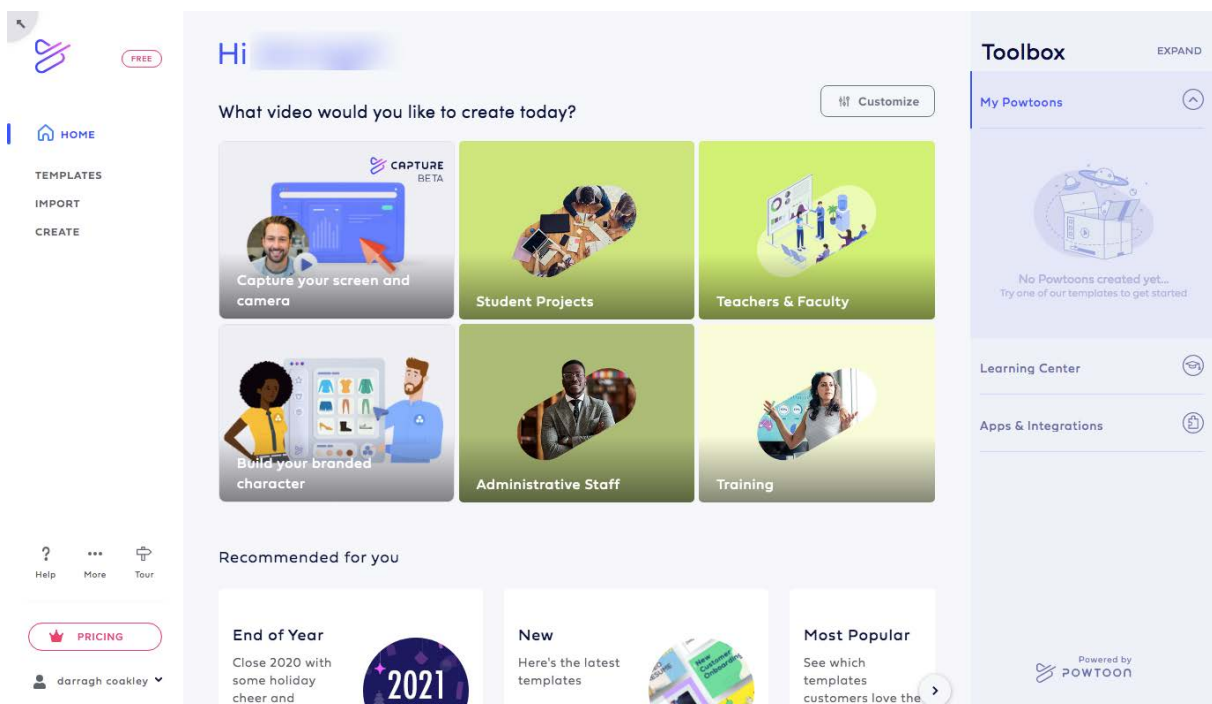 FREE
HOME
TEMPLATES
IMPORT
CREATE
? ...
Help More Tour
PRICING
darragh coakley
Hi
What video would you like to create today?
Customize
CAPTURE
BETA
Capture your screen and
camera
Student Projects
Teachers & Faculty
Build your branded
character
Administrative Staff
Training
Recommended for you
End of Year
Close 2020 with
some holiday
cheer and
2021
New
Here's the latest
templates
New
Customer
Onboarding
Most Popular
See which
templates
customers love the
Toolbox
EXPAND
My Powtoons
No Powtoons created yet...
Try one of our templates to get started
Learning Center
Apps & Integrations
Powered by
POWTOON